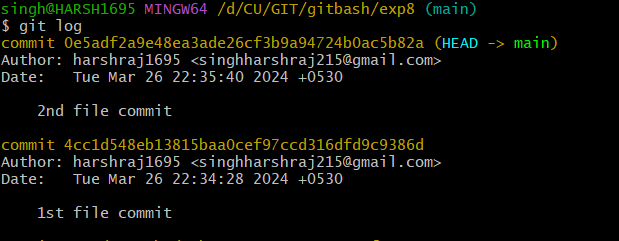 singh@HARSH1695 MINGW64 /d/CU/GIT/gitbash/exp8 (main)
$ git log
commit 0e5adf2a9e48ea3ade26cf3b9a94724b0ac5b82a (HEAD -> main)
Author: harshraj1695 <singhharshraj215@gmail.com>
Date:   Tue Mar 26 22:35:40 2024 +0530

    2nd file commit

commit 4cc1d548eb13815baa0cef97ccd316dfd9c9386d
Author: harshraj1695 <singhharshraj215@gmail.com>
Date:   Tue Mar 26 22:34:28 2024 +0530

    1st file commit